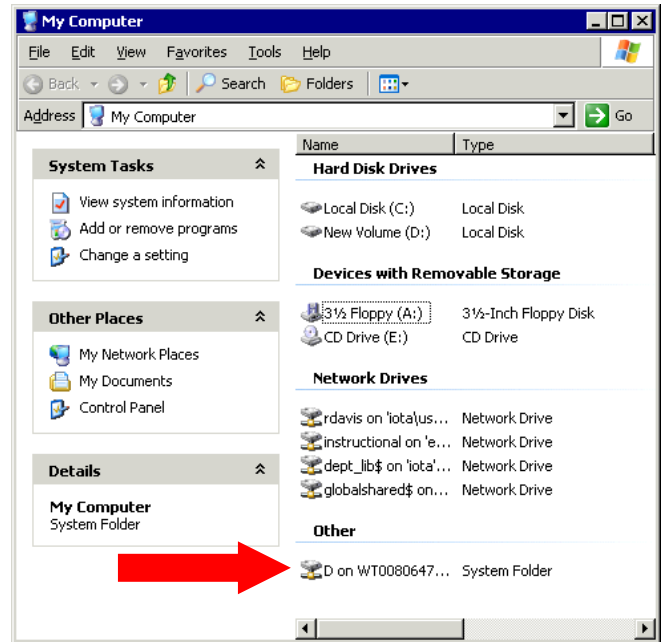 My Computer
File Edit View Favorites Tools Help
Back Search Folders
Address My Computer Go
System Tasks
View system information
Add or remove programs
Change a setting
Other Places
My Network Places
My Documents
Control Panel
Details
My Computer
System Folder
Name Type
Hard Disk Drives
Local Disk (C:) Local Disk
New Volume (D:) Local Disk
Devices with Removable Storage
3½ Floppy (A:) 3½-Inch Floppy Disk
CD Drive (E:) CD Drive
Network Drives
rdavis on 'iota\us... Network Drive
instructional on 'e... Network Drive
dept_lib$ on 'iota'... Network Drive
globalshared$ on... Network Drive
Other
D on WT0080647... System Folder